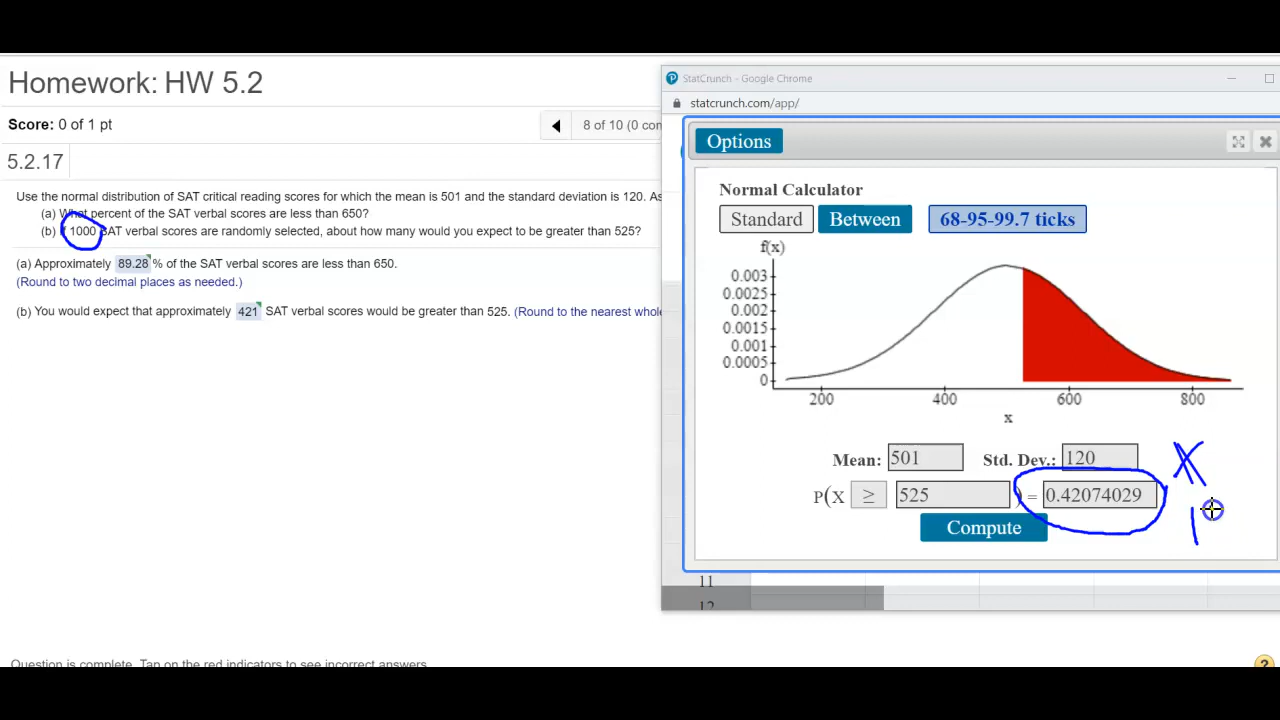 Homework: HW 5.2
Score: 0 of 1 pt
8 of 10 (0 com
5.2.17
Use the normal distribution of SAT critical reading scores for which the mean is 501 and the standard deviation is 120. As
(a) What percent of the SAT verbal scores are less than 650?
(b) If 1000 SAT verbal scores are randomly selected, about how many would you expect to be greater than 525?
(a) Approximately 89.28 % of the SAT verbal scores are less than 650.
(Round to two decimal places as needed.)
(b) You would expect that approximately 421 SAT verbal scores would be greater than 525. (Round to the nearest whole
Question is complete. Tap on the red indicators to see incorrect answers.
?
StatCrunch - Google Chrome
statcrunch.com/app/
Options
Normal Calculator
Standard Between 68-95-99.7 ticks
f(x)
0.003
0.0025
0.002
0.0015
0.001
0.0005
0
200 400 600 800
x
Mean: 501 Std. Dev.: 120
P(X ≥ 525 ) = 0.42074029
Compute
X
1
11
12